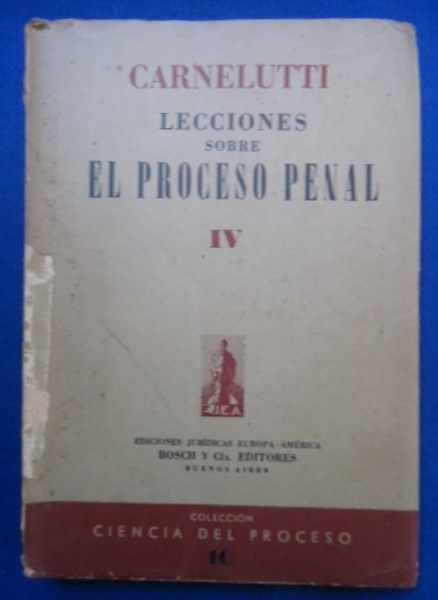 CARNELUTTI
LECCIONES
SOBRE
EL PROCESO PENAL
IV
EJEA
EDICIONES JURÍDICAS EUROPA-AMÉRICA
BOSCH Y Cía. EDITORES
BUENOS AIRES
COLECCIÓN
CIENCIA DEL PROCESO
10